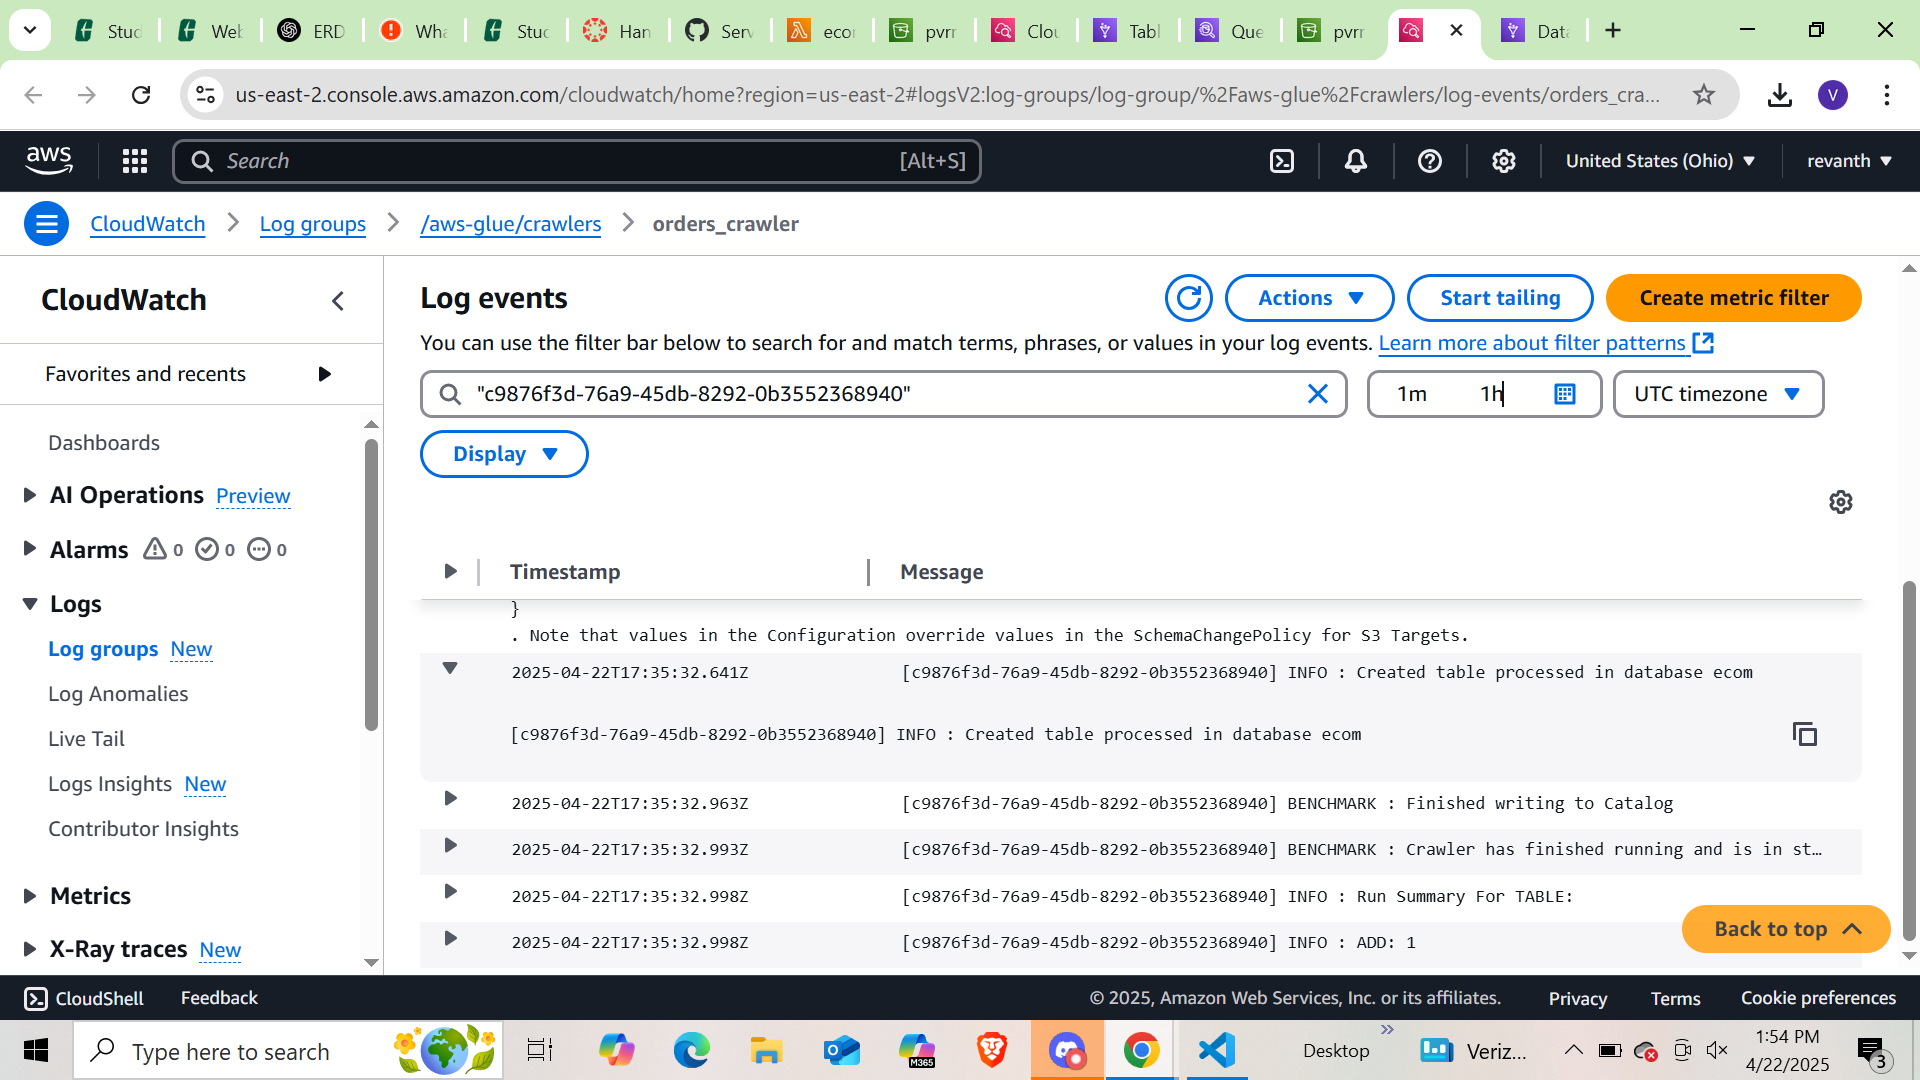 Stud
Web
ERD
Wha
Stud
Han
Serv
ecor
pvrr
Clou
Tabl
Que
pvrr
Data
us-east-2.console.aws.amazon.com/cloudwatch/home?region=us-east-2#logsV2:log-groups/log-group/%2Faws-glue%2Fcrawlers/log-events/orders_cra...
V
aws
Search
[Alt+S]
United States (Ohio)
revanth
CloudWatch
Log groups
/aws-glue/crawlers
orders_crawler
CloudWatch
Favorites and recents
Dashboards
AI Operations Preview
Alarms 0 0 0
Logs
Log groups New
Log Anomalies
Live Tail
Logs Insights New
Contributor Insights
Metrics
X-Ray traces New
Log events
Actions
Start tailing
Create metric filter
You can use the filter bar below to search for and match terms, phrases, or values in your log events. Learn more about filter patterns
"c9876f3d-76a9-45db-8292-0b3552368940"
1m
1h
UTC timezone
Display
Timestamp
Message
}
. Note that values in the Configuration override values in the SchemaChangePolicy for S3 Targets.
2025-04-22T17:35:32.641Z [c9876f3d-76a9-45db-8292-0b3552368940] INFO : Created table processed in database ecom
[c9876f3d-76a9-45db-8292-0b3552368940] INFO : Created table processed in database ecom
2025-04-22T17:35:32.963Z [c9876f3d-76a9-45db-8292-0b3552368940] BENCHMARK : Finished writing to Catalog
2025-04-22T17:35:32.993Z [c9876f3d-76a9-45db-8292-0b3552368940] BENCHMARK : Crawler has finished running and is in st...
2025-04-22T17:35:32.998Z [c9876f3d-76a9-45db-8292-0b3552368940] INFO : Run Summary For TABLE:
2025-04-22T17:35:32.998Z [c9876f3d-76a9-45db-8292-0b3552368940] INFO : ADD: 1
Back to top
CloudShell
Feedback
© 2025, Amazon Web Services, Inc. or its affiliates.
Privacy
Terms
Cookie preferences
Type here to search
M365
Desktop
Veriz...
1:54 PM
4/22/2025
3